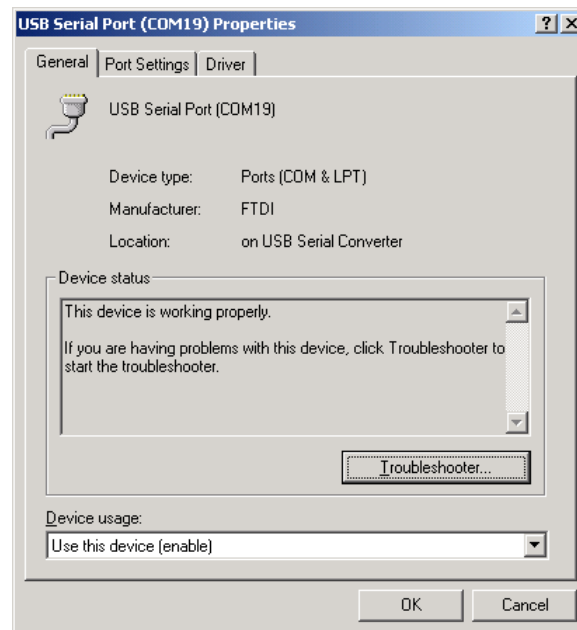 USB Serial Port (COM19) Properties
General Port Settings Driver
USB Serial Port (COM19)
Device type: Ports (COM & LPT)
Manufacturer: FTDI
Location: on USB Serial Converter
Device status
This device is working properly.
If you are having problems with this device, click Troubleshooter to
start the troubleshooter.
Troubleshooter...
Device usage:
Use this device (enable)
OK Cancel